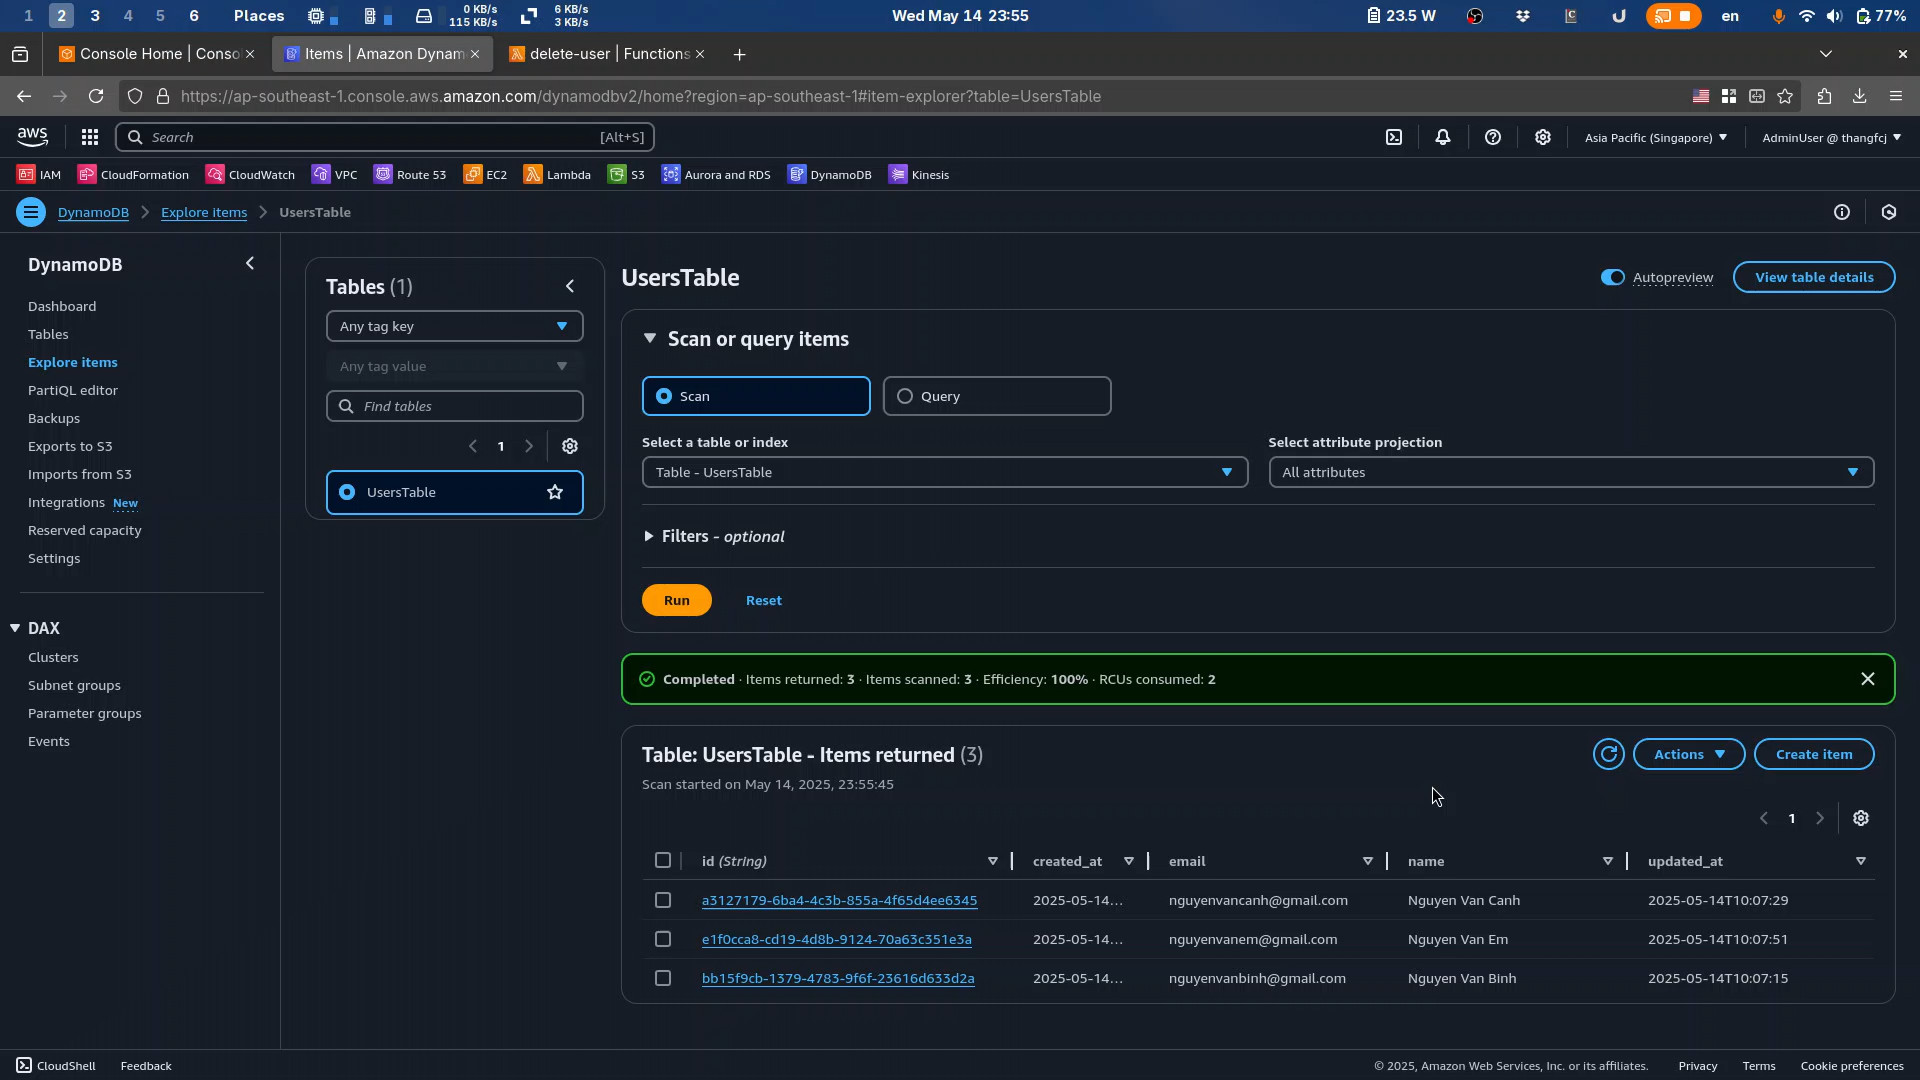 1 2 3 4 5 6 Places 0 KB/s 115 KB/s 6 KB/s 3 KB/s Wed May 14 23:55 23.5 W en 77%
Console Home | Conso Items | Amazon Dynam delete-user | Functions
https://ap-southeast-1.console.aws.amazon.com/dynamodbv2/home?region=ap-southeast-1#item-explorer?table=UsersTable
aws Search [Alt+S] Asia Pacific (Singapore) AdminUser @ thangfcj
IAM CloudFormation CloudWatch VPC Route 53 EC2 Lambda S3 Aurora and RDS DynamoDB Kinesis
DynamoDB Explore items UsersTable
DynamoDB
Dashboard
Tables
Explore items
PartiQL editor
Backups
Exports to S3
Imports from S3
Integrations New
Reserved capacity
Settings
DAX
Clusters
Subnet groups
Parameter groups
Events
Tables (1)
Any tag key
Any tag value
Find tables
1
UsersTable
UsersTable
Autopreview View table details
Scan or query items
Scan Query
Select a table or index Select attribute projection
Table - UsersTable All attributes
Filters - optional
Run Reset
Completed · Items returned: 3 · Items scanned: 3 · Efficiency: 100% · RCUs consumed: 2
Table: UsersTable - Items returned (3)
Actions Create item
Scan started on May 14, 2025, 23:55:45
1
id (String) created_at email name updated_at
a3127179-6ba4-4c3b-855a-4f65d4ee6345 2025-05-14... nguyenvancanh@gmail.com Nguyen Van Canh 2025-05-14T10:07:29
e1f0cca8-cd19-4d8b-9124-70a63c351e3a 2025-05-14... nguyenvanem@gmail.com Nguyen Van Em 2025-05-14T10:07:51
bb15f9cb-1379-4783-9f6f-23616d633d2a 2025-05-14... nguyenvanbinh@gmail.com Nguyen Van Binh 2025-05-14T10:07:15
CloudShell Feedback © 2025, Amazon Web Services, Inc. or its affiliates. Privacy Terms Cookie preferences